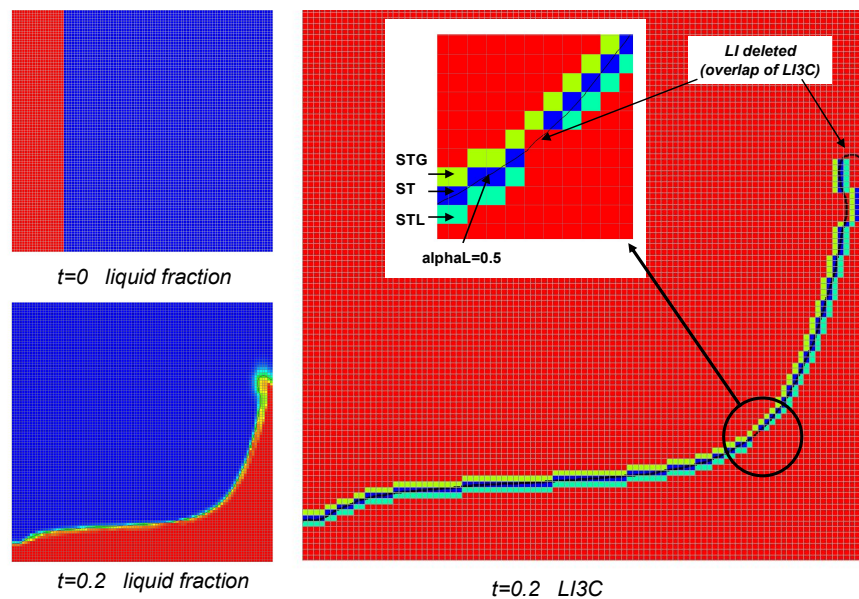 t=0 liquid fraction
t=0.2 liquid fraction
LI deleted
(overlap of LI3C)
STG
ST
STL
alphaL=0.5
t=0.2 LI3C